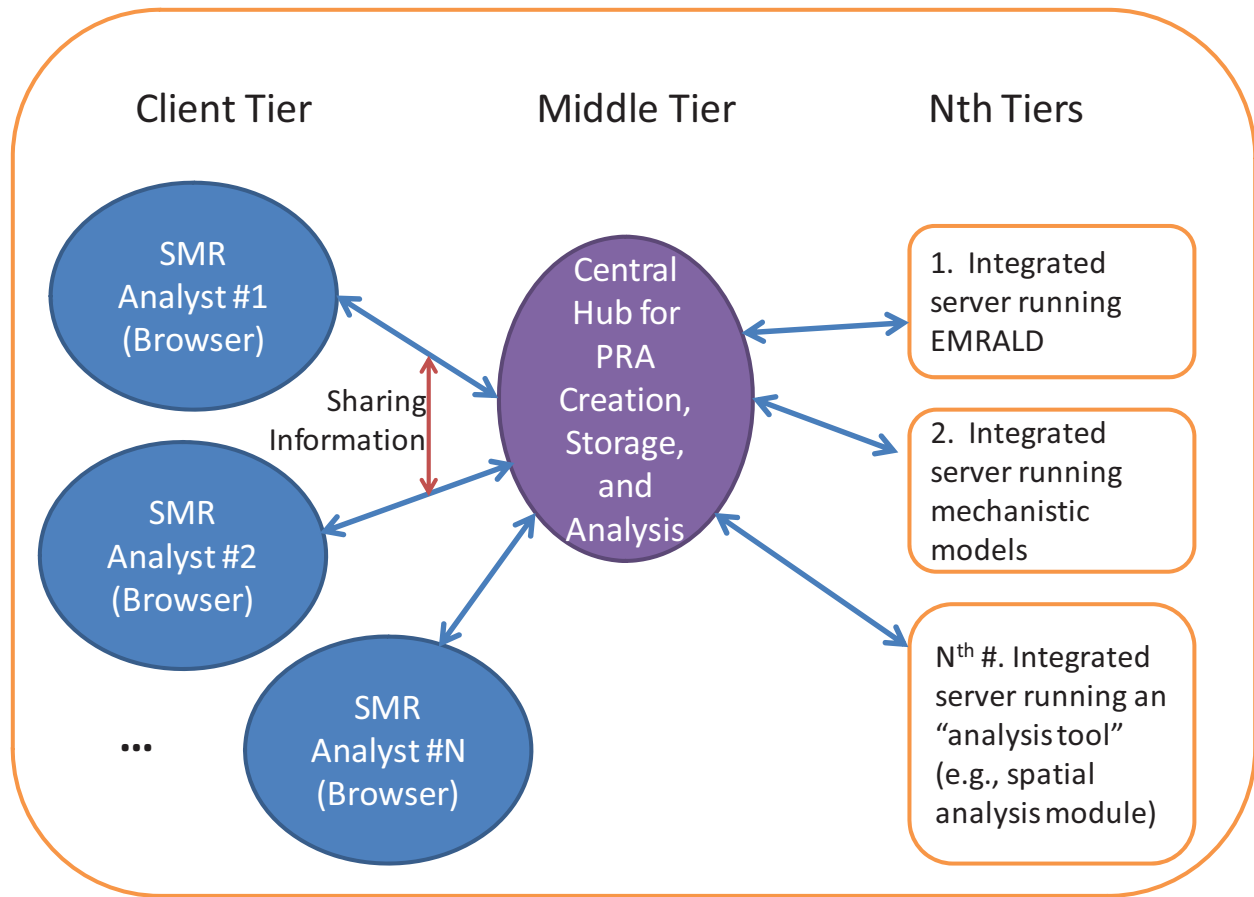 Client Tier
Middle Tier
Nth Tiers
SMR
Analyst #1
(Browser)
Sharing
Information
SMR
Analyst #2
(Browser)
...
SMR
Analyst #N
(Browser)
Central
Hub for
PRA
Creation,
Storage,
and
Analysis
1. Integrated
server running
EMRALD
2. Integrated
server running
mechanistic
models
Nth #. Integrated
server running an
“analysis tool”
(e.g., spatial
analysis module)